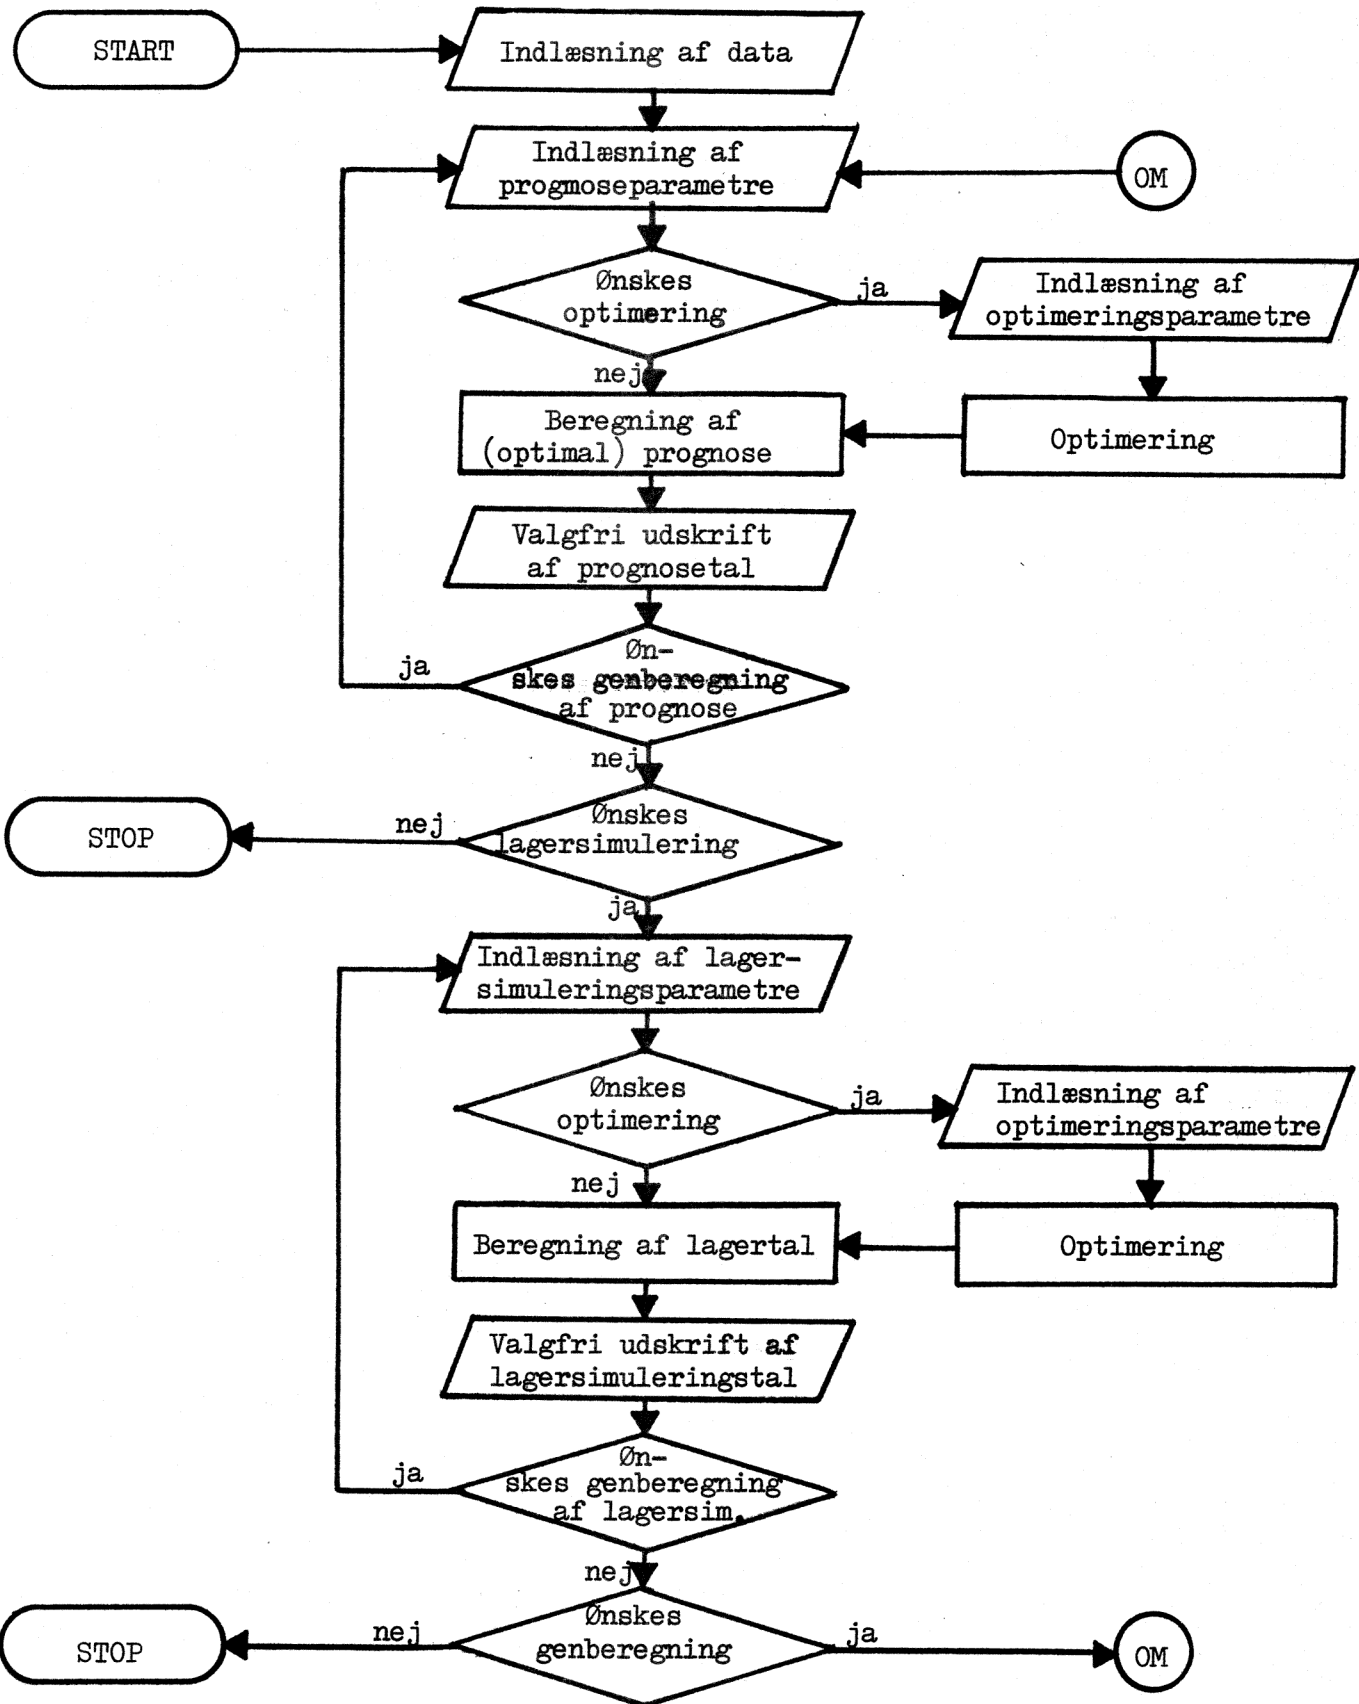 START
Indlæsning af data
Indlæsning af
progmoseparametre
OM
Ønskes
optimering
ja
Indlæsning af
optimeringsparametre
nej
Beregning af
(optimal) prognose
Optimering
Valgfri udskrift
af prognosetal
Øn-
skes genberegning
af prognose
ja
nej
Ønskes
lagersimulering
nej
STOP
ja
Indlæsning af lager-
simuleringsparametre
Ønskes
optimering
ja
Indlæsning af
optimeringsparametre
nej
Beregning af lagertal
Optimering
Valgfri udskrift af
lagersimuleringstal
Øn-
skes genberegning
af lagersim.
ja
nej
Ønskes
genberegning
nej
STOP
ja
OM